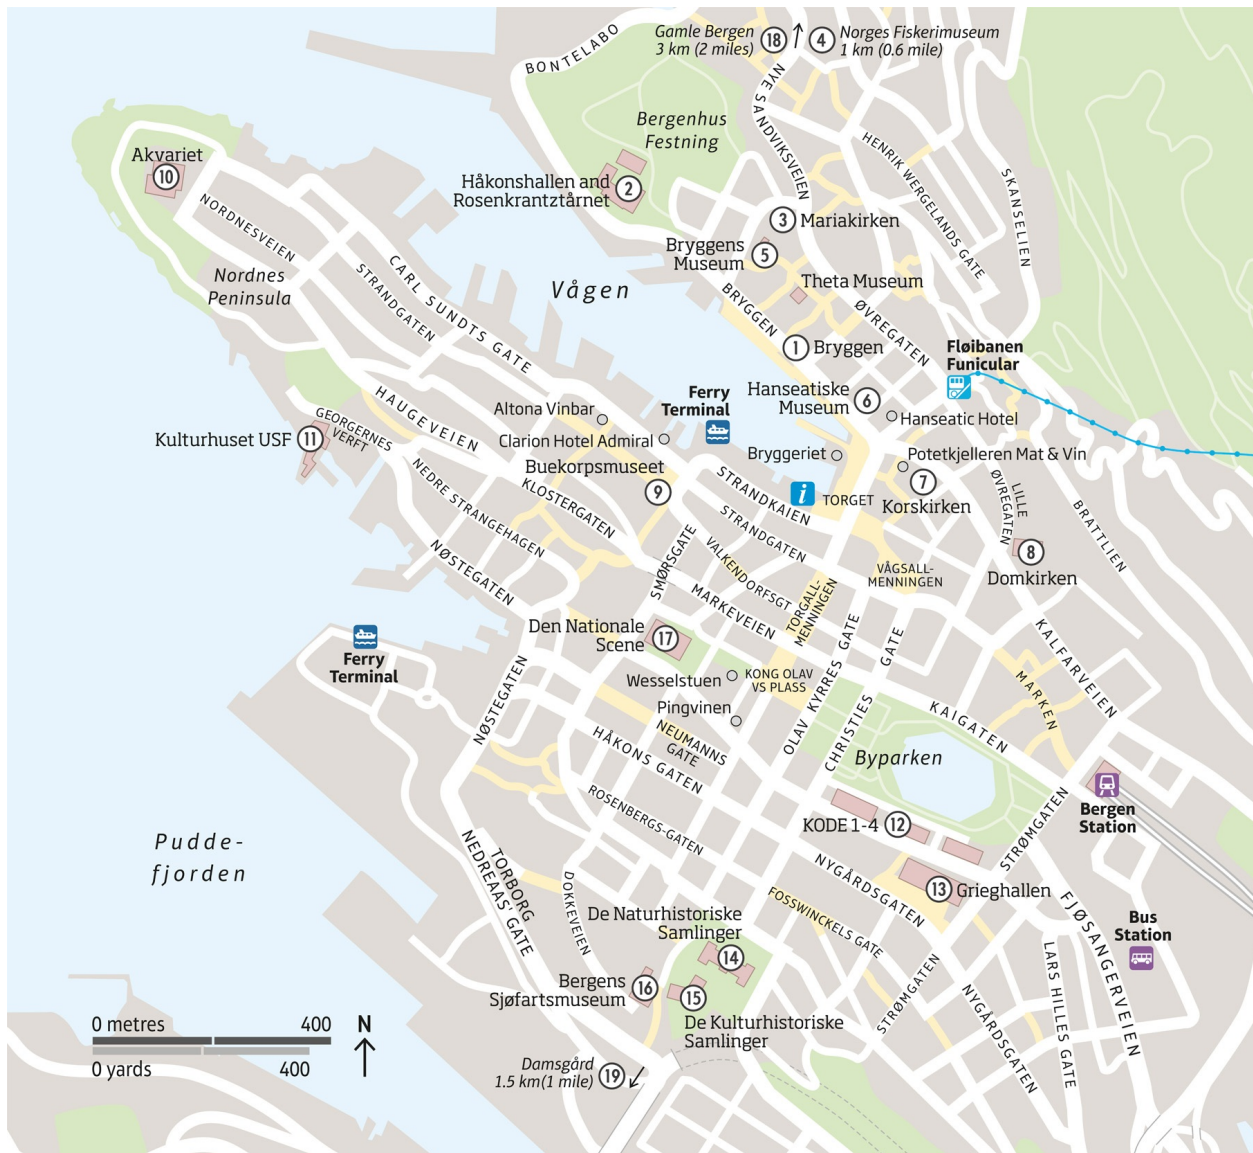 Gamle Bergen
3 km (2 miles)
18
4
Norges Fiskerimuseum
1 km (0.6 mile)
BONTELABO
NYE SANDVIKSVEIEN
Bergenhus
Festning
HENRIK WERGELANDS GATE
SKANSELIEN
Akvariet
10
Håkonshallen and
Rosenkrantztårnet
2
NORDNESVEIEN
3
Mariakirken
Bryggens
Museum
5
Nordnes
Peninsula
STRANDGATEN
CARL SUNDTS GATE
Vågen
Theta Museum
BRYGGEN
ØVREGATEN
1
Bryggen
Fløibanen
Funicular
Hanseatiske
Museum
6
Hanseatic Hotel
Ferry
Terminal
Altona Vinbar
Clarion Hotel Admiral
Bryggeriet
Potetkjelleren Mat & Vin
HAUGEVEIEN
GEORGERNES
VERFT
Kulturhuset USF
11
Buekorpsmuseet
9
7
Korskirken
i
TORGET
STRANDKAIEN
LILLE
ØVREGATEN
BRATTLIEN
NEDRE STRANGEHAGEN
KLOSTERGATEN
STRANDGATEN
SMØRSGATE
VALKENDORFSGT
8
Domkirken
VÅGSALL-
MENNINGEN
NØSTEGATEN
MARKEVEIEN
TORGALL-
MENNINGEN
Den Nationale
Scene
17
KALFARVEIEN
Ferry
Terminal
Wesselstuen
KONG OLAV
VS PLASS
OLAV KYRRES GATE
CHRISTIES GATE
MARKEN
Pingvinen
NØSTEGATEN
NEUMANNS
GATE
KAIGATEN
HÅKONS GATEN
Byparken
Bergen
Station
ROSENBERGS-GATEN
KODE 1-4
12
STRØMGATEN
Pudde-
fjorden
TORBORG
NEDREAAS' GATE
NYGÅRDSGATEN
13
Grieghallen
DOKKEVEIEN
FOSSWINCKELS GATE
FJØSANGERVEIEN
De Naturhistoriske
Samlinger
14
Bus
Station
LARS HILLES GATE
Bergens
Sjøfartsmuseum
16
15
De Kulturhistoriske
Samlinger
STRØMGATEN
NYGÅRDSGATEN
0 metres
400
N
0 yards
400
Damsgård
1.5 km(1 mile)
19